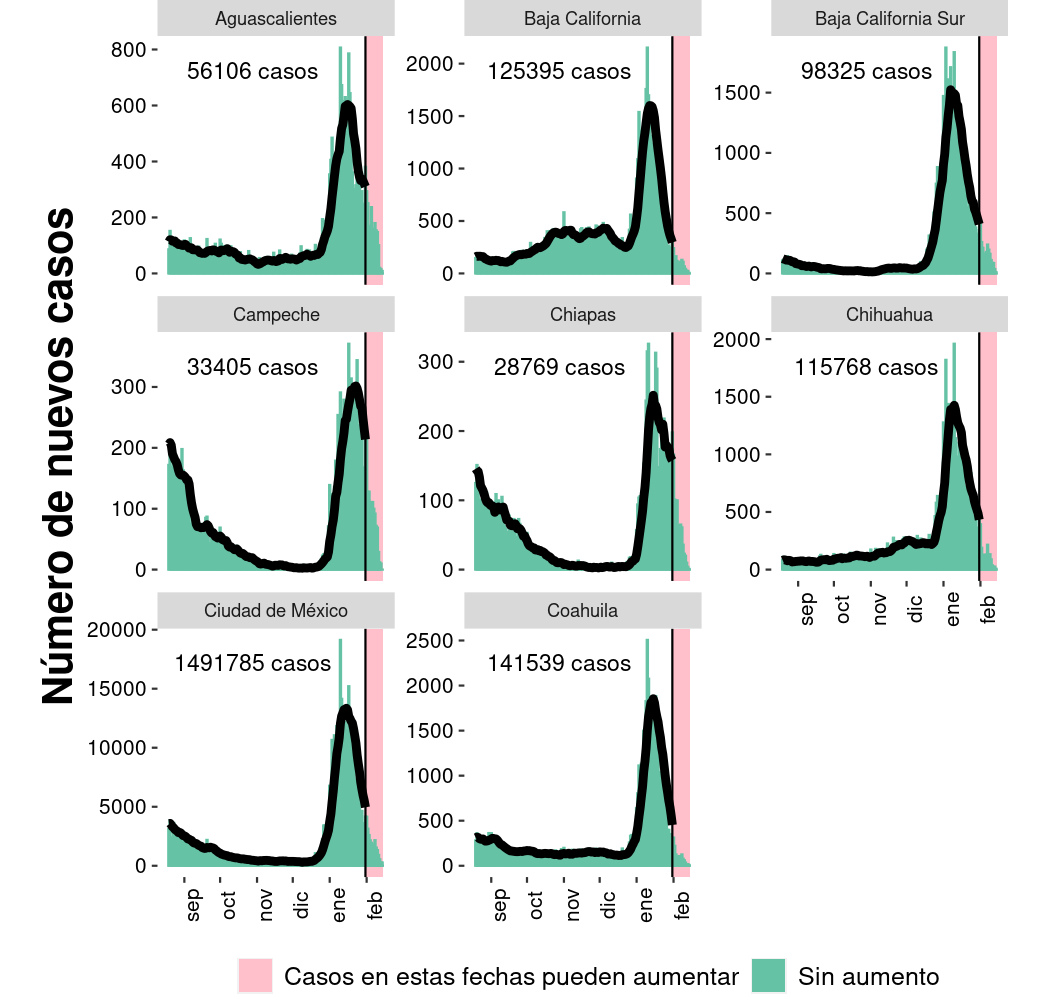 Número de nuevos casos
Aguascalientes
56106 casos
800
600
400
200
0
Baja California
125395 casos
2000
1500
1000
500
0
Baja California Sur
98325 casos
1500
1000
500
0
Campeche
33405 casos
300
200
100
0
Chiapas
28769 casos
300
200
100
0
Chihuahua
115768 casos
2000
1500
1000
500
0
sep oct nov dic ene feb
Ciudad de México
1491785 casos
20000
15000
10000
5000
0
sep oct nov dic ene feb
Coahuila
141539 casos
2500
2000
1500
1000
500
0
sep oct nov dic ene feb
Casos en estas fechas pueden aumentar Sin aumento